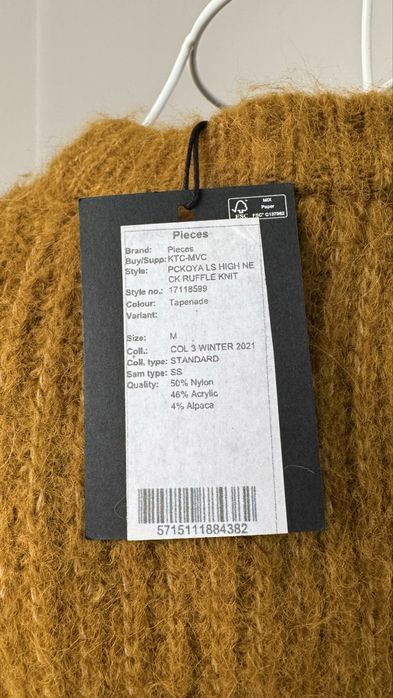 MIX
Paper
FSC
FSC® C137982
Pieces
Brand: Pieces
Buy/Supp: KTC-MVC
Style: PCKOYA LS HIGH NE
CK RUFFLE KNIT
Style no.: 17118599
Colour: Tapenade
Variant:
Size: M
Coll.: COL 3 WINTER 2021
Coll. type: STANDARD
Sam type: SS
Quality: 50% Nylon
46% Acrylic
4% Alpaca
5715111884382